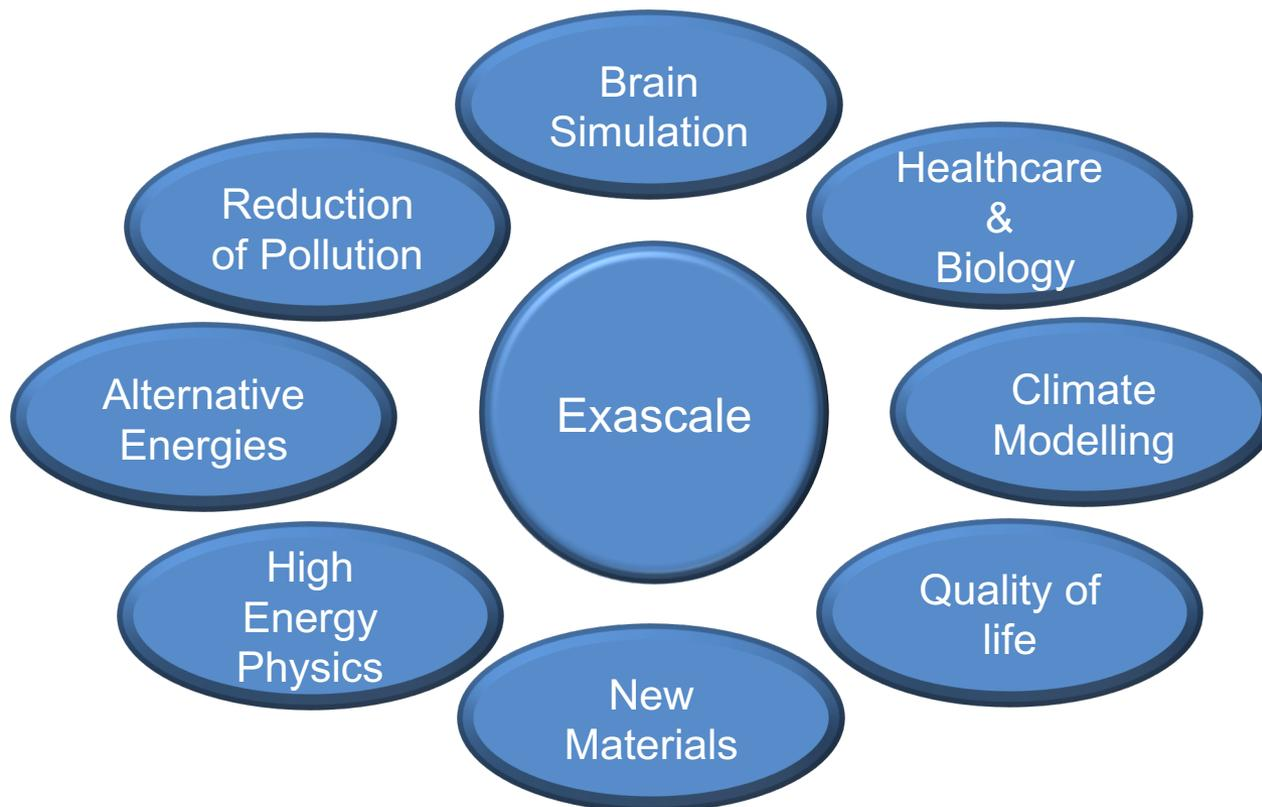 Brain
Simulation
Healthcare
&
Biology
Reduction
of Pollution
Exascale
Alternative
Energies
Climate
Modelling
High
Energy
Physics
Quality of
life
New
Materials